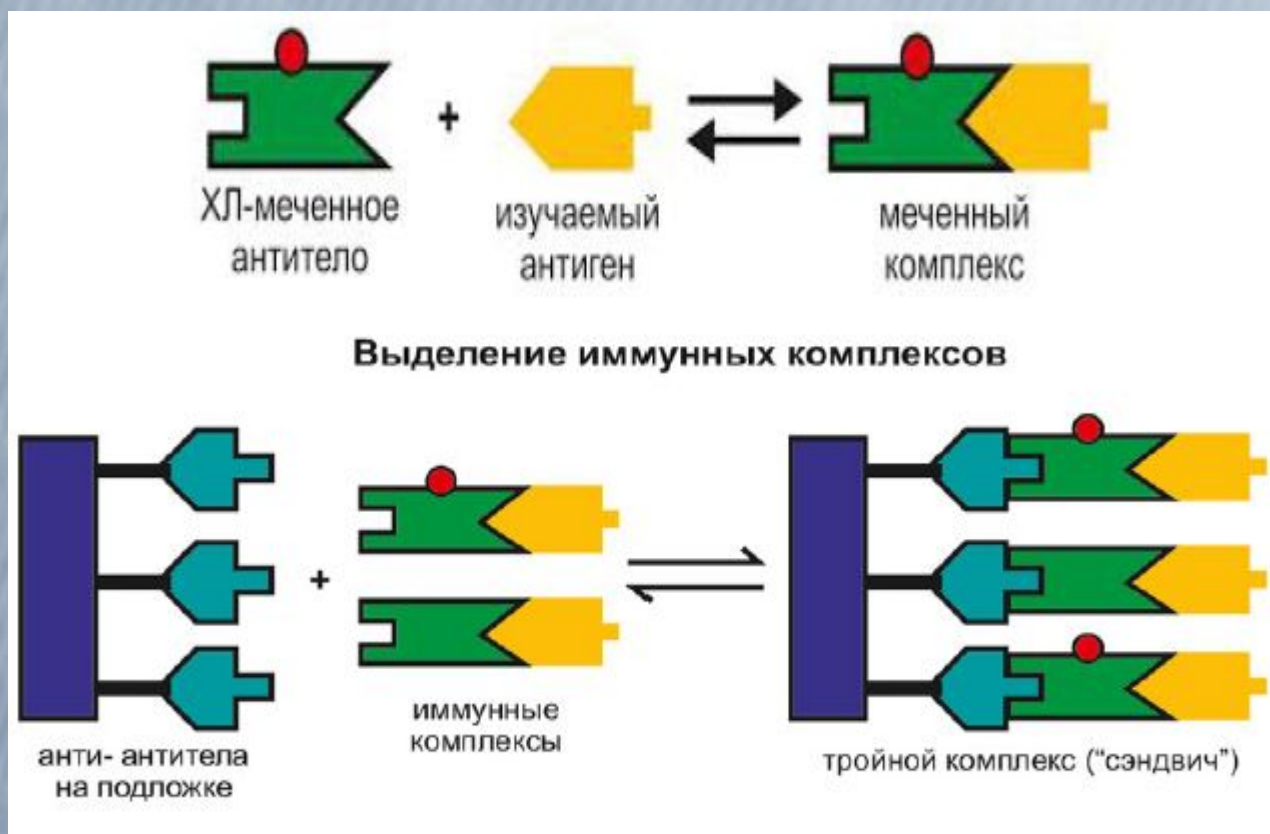 +
ХЛ-меченное
антитело
изучаемый
антиген
меченный
комплекс
Выделение иммунных комплексов
+
анти- антитела
на подложке
иммунные
комплексы
тройной комплекс (“сэндвич”)